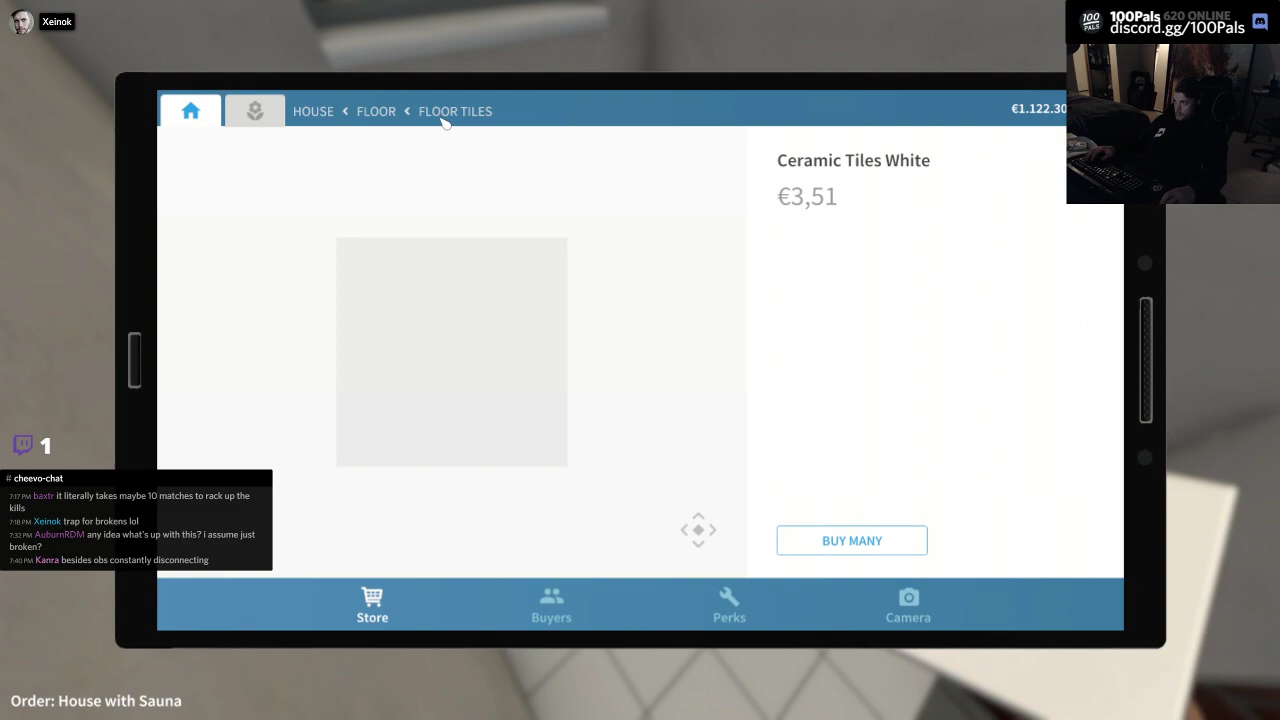 Xeinok
100 PALS
100Pals 620 ONLINE
discord.gg/100Pals
HOUSE < FLOOR < FLOOR TILES
€1.122.30
Ceramic Tiles White
€3,51
BUY MANY
1
# cheevo-chat
7:17 PM baxtr it literally takes maybe 10 matches to rack up the
kills
7:18 PM Xeinok trap for brokens lol
7:32 PM AuburnRDM any idea what's up with this? i assume just
broken?
7:40 PM Kanra besides obs constantly disconnecting
Store
Buyers
Perks
Camera
Order: House with Sauna